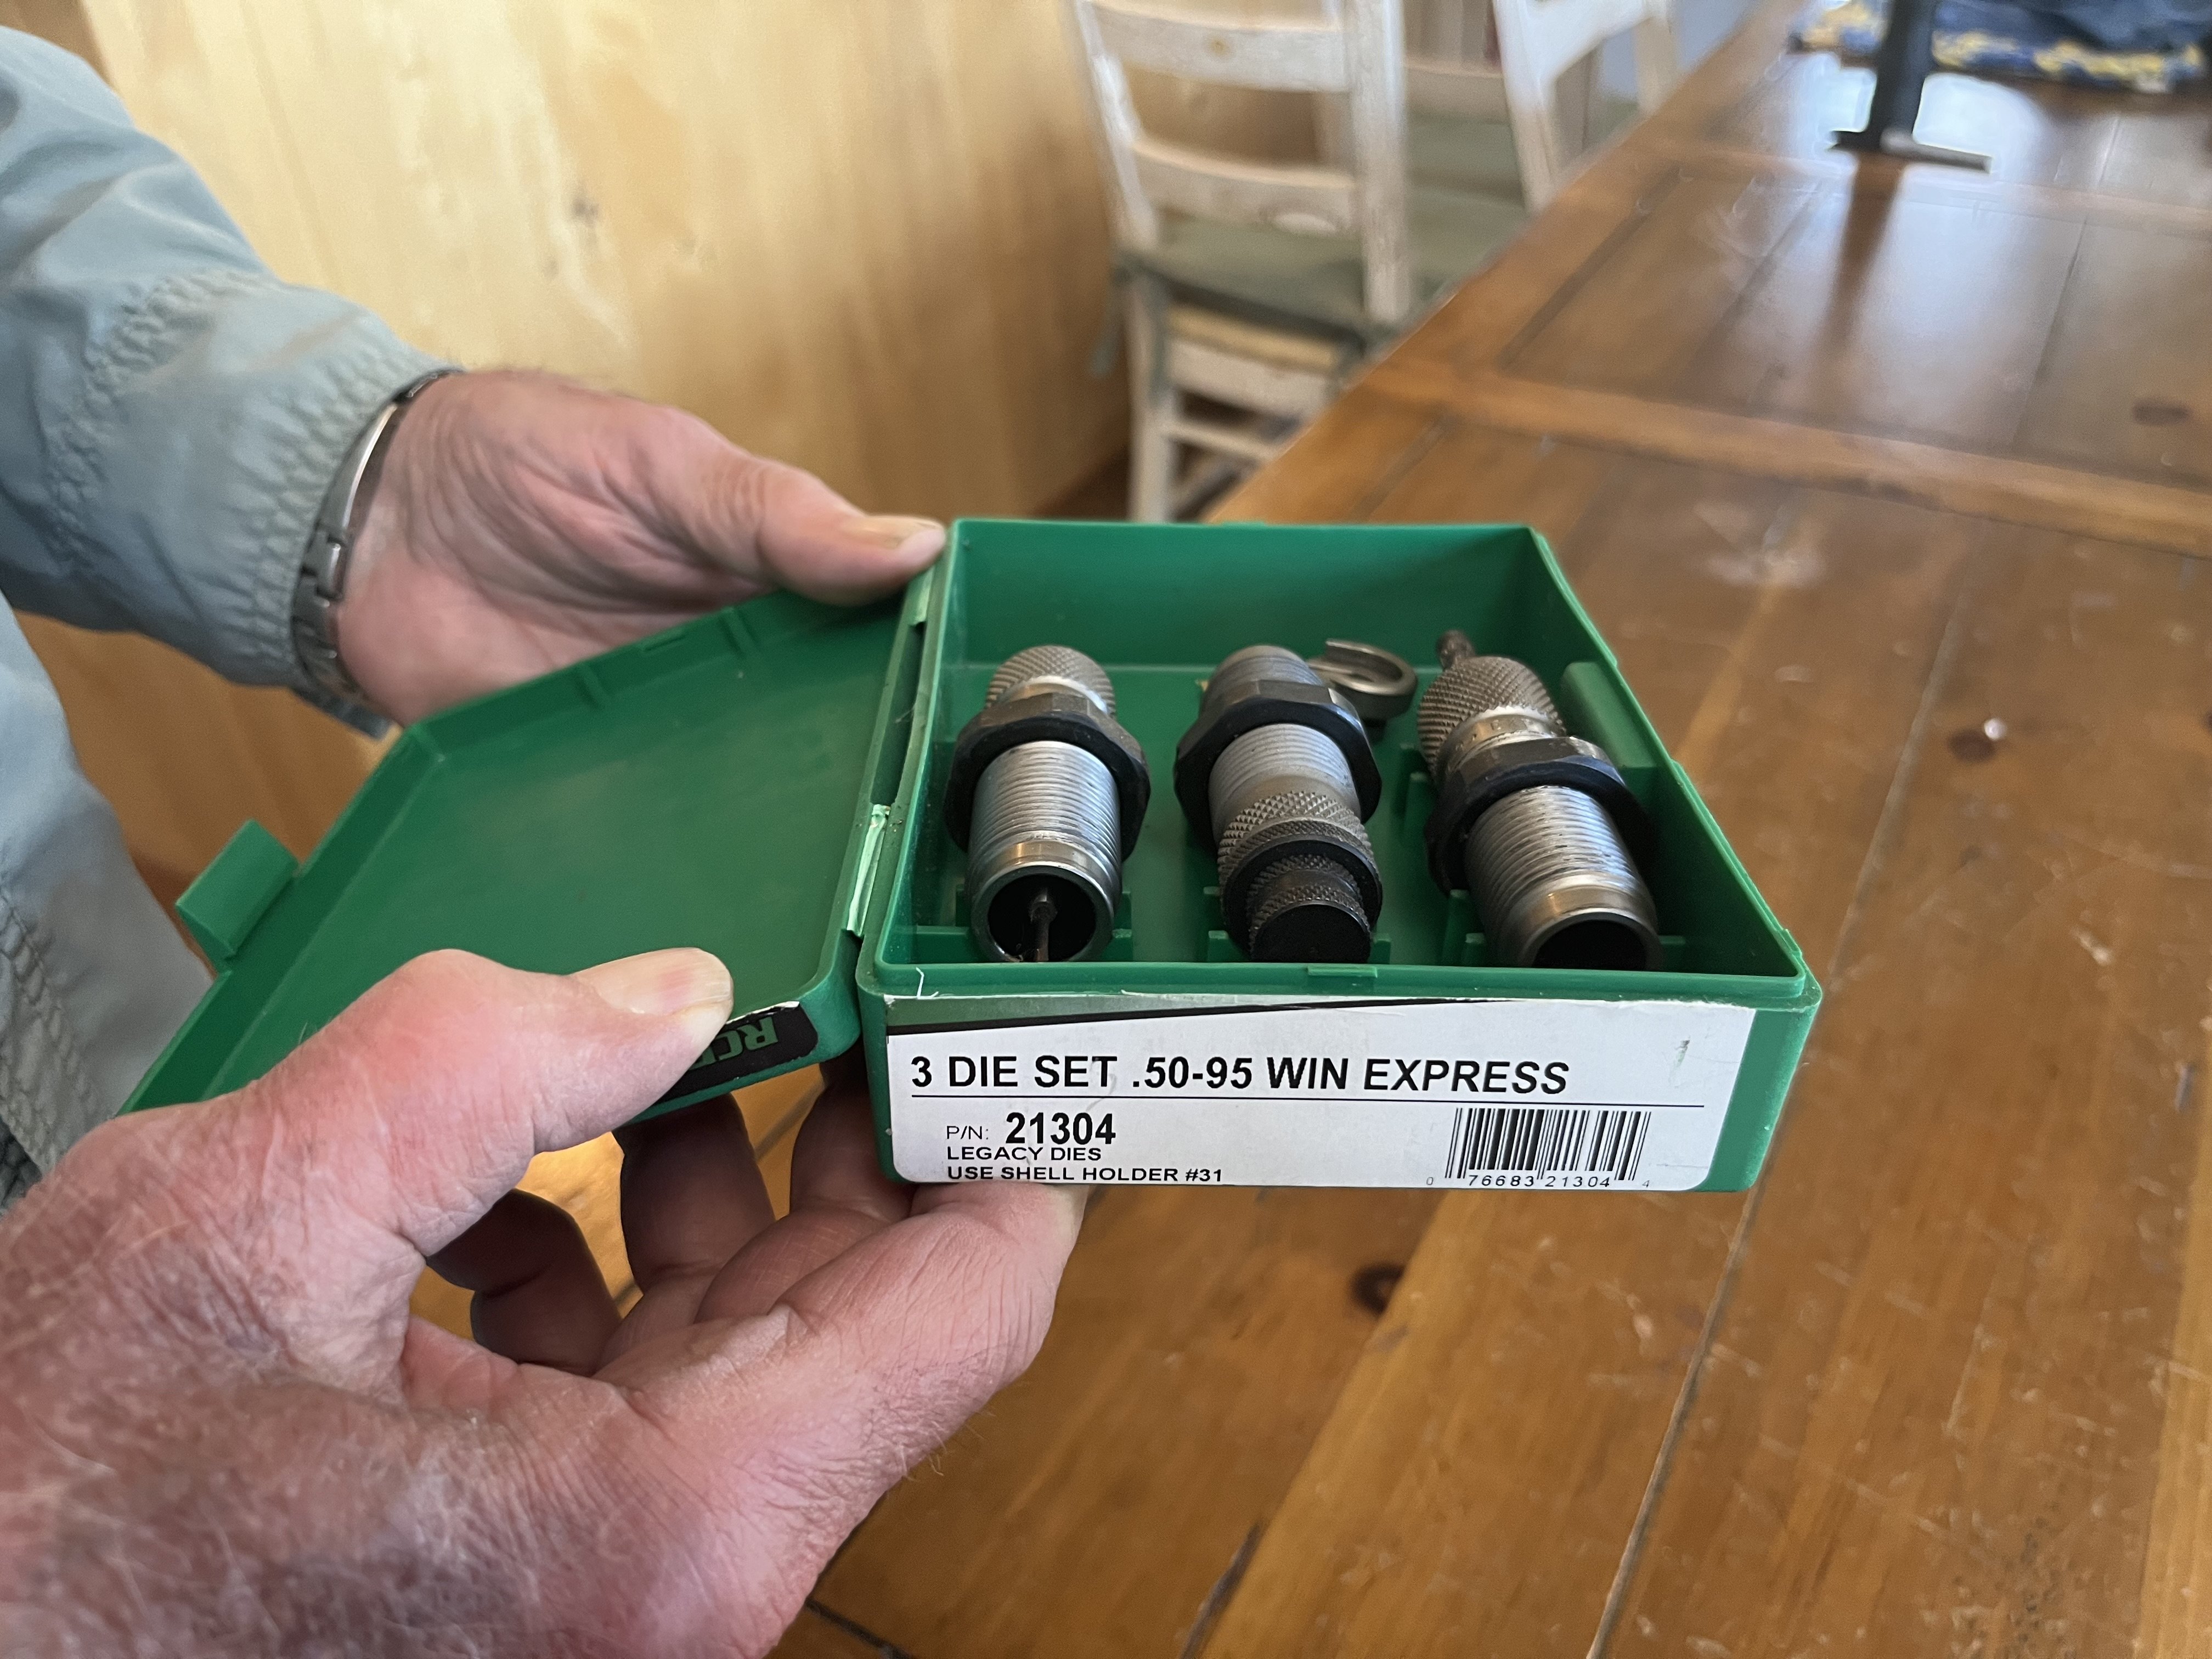 3 DIE SET .50-95 WIN EXPRESS
P/N: 21304
LEGACY DIES
USE SHELL HOLDER #31
0 76683 21304 4